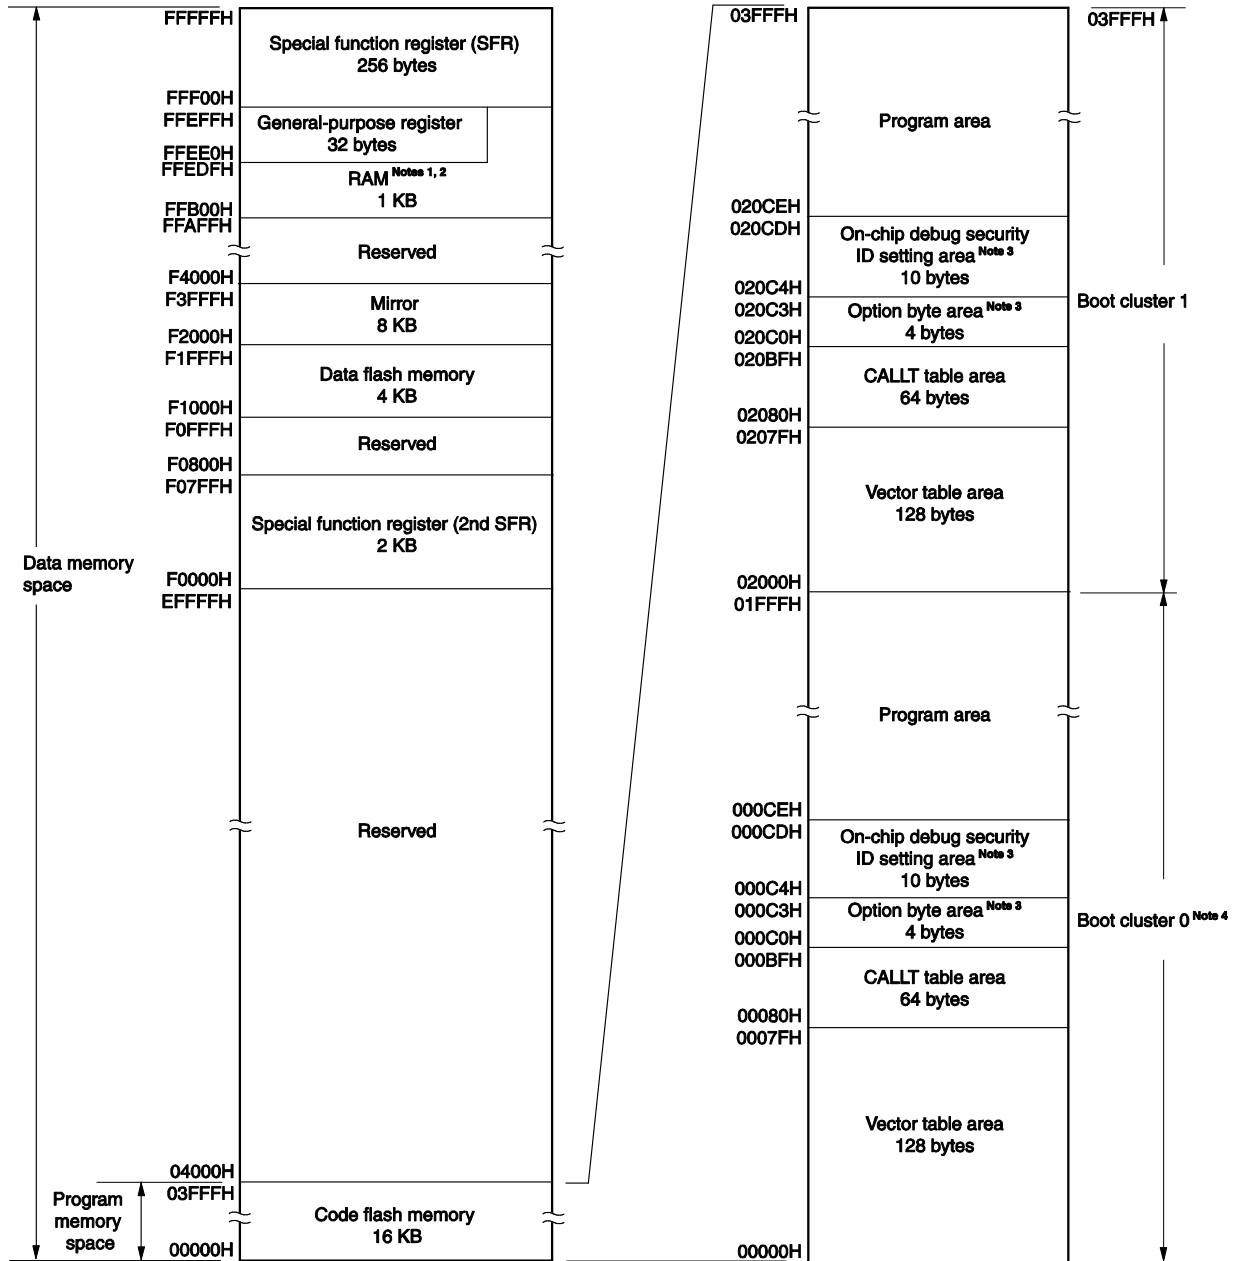 FFFFFH
Special function register (SFR)
256 bytes
FFF00H
FFEFFH
General-purpose register
32 bytes
FFEE0H
FFEDFH
RAM Notes 1, 2
1 KB
FFB00H
FFAFFH
Reserved
F4000H
F3FFFH
Mirror
8 KB
F2000H
F1FFFH
Data flash memory
4 KB
F1000H
F0FFFH
Reserved
F0800H
F07FFH
Special function register (2nd SFR)
2 KB
Data memory
space
F0000H
EFFFFH
Reserved
04000H
03FFFH
Program
memory
space
Code flash memory
16 KB
00000H
03FFFH
03FFFH
Program area
020CEH
020CDH
On-chip debug security
ID setting area Note 3
10 bytes
020C4H
020C3H
Option byte area Note 3
4 bytes
Boot cluster 1
020C0H
020BFH
CALLT table area
64 bytes
02080H
0207FH
Vector table area
128 bytes
02000H
01FFFH
Program area
000CEH
000CDH
On-chip debug security
ID setting area Note 3
10 bytes
000C4H
000C3H
Option byte area Note 3
4 bytes
Boot cluster 0 Note 4
000C0H
000BFH
CALLT table area
64 bytes
00080H
0007FH
Vector table area
128 bytes
00000H